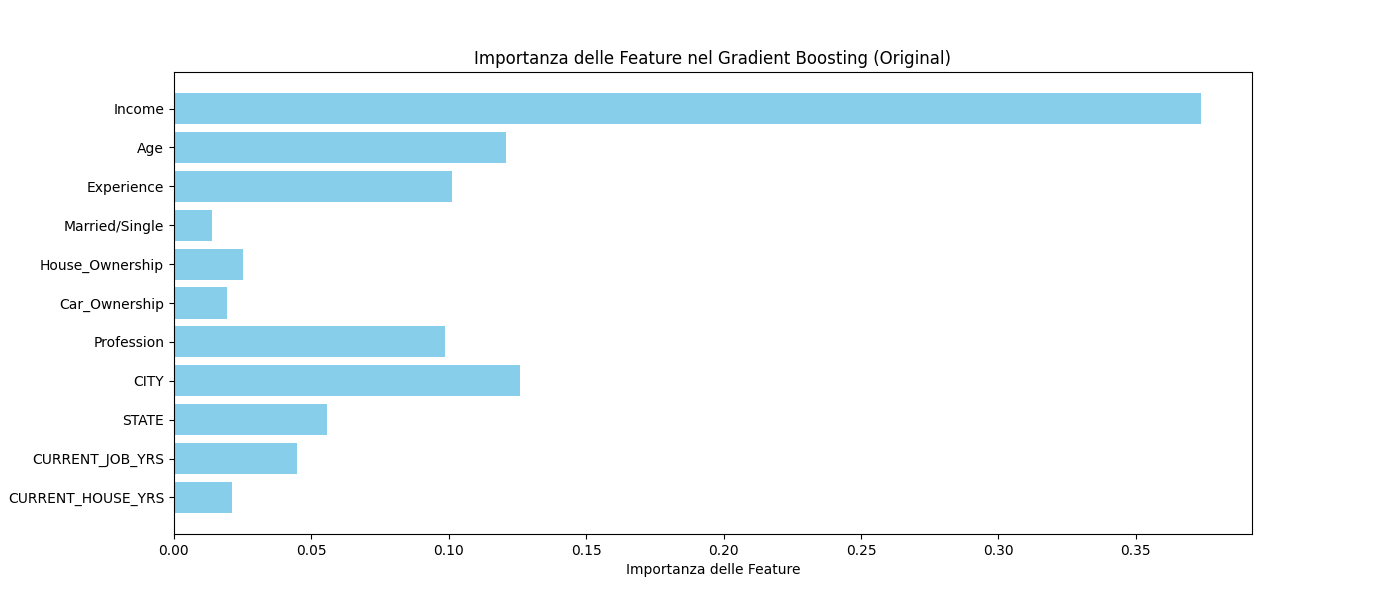 Importanza delle Feature nel Gradient Boosting (Original)
Income
Age
Experience
Married/Single
House_Ownership
Car_Ownership
Profession
CITY
STATE
CURRENT_JOB_YRS
CURRENT_HOUSE_YRS
0.00 0.05 0.10 0.15 0.20 0.25 0.30 0.35
Importanza delle Feature